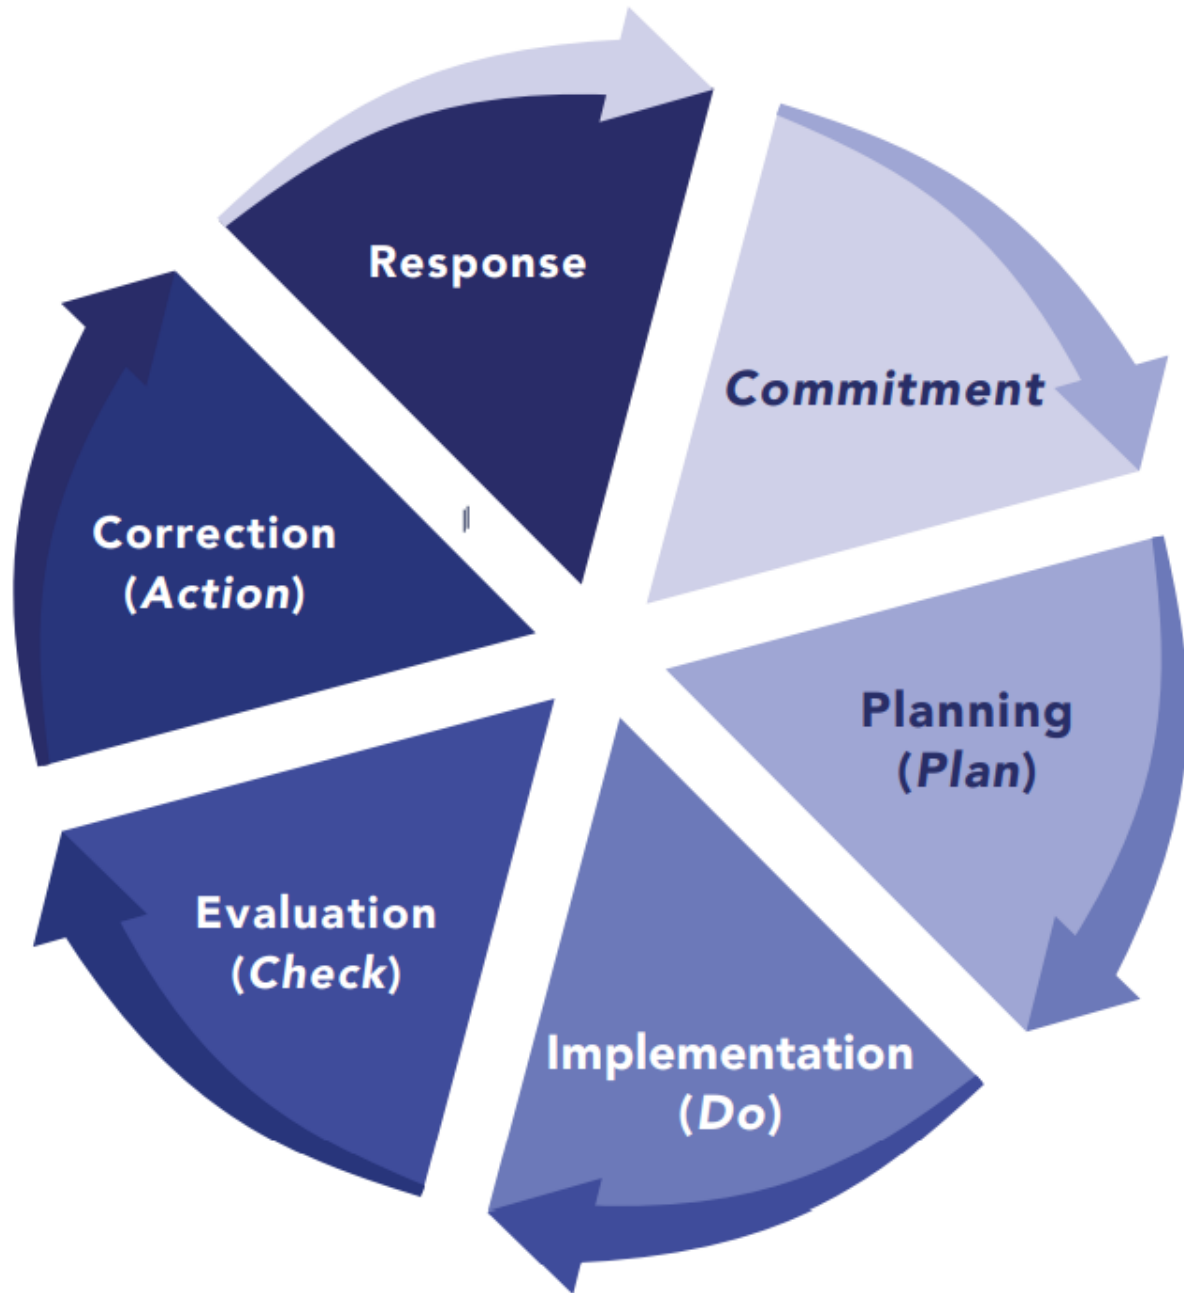 Response
Commitment
Planning
(Plan)
Implementation
(Do)
Evaluation
(Check)
Correction
(Action)